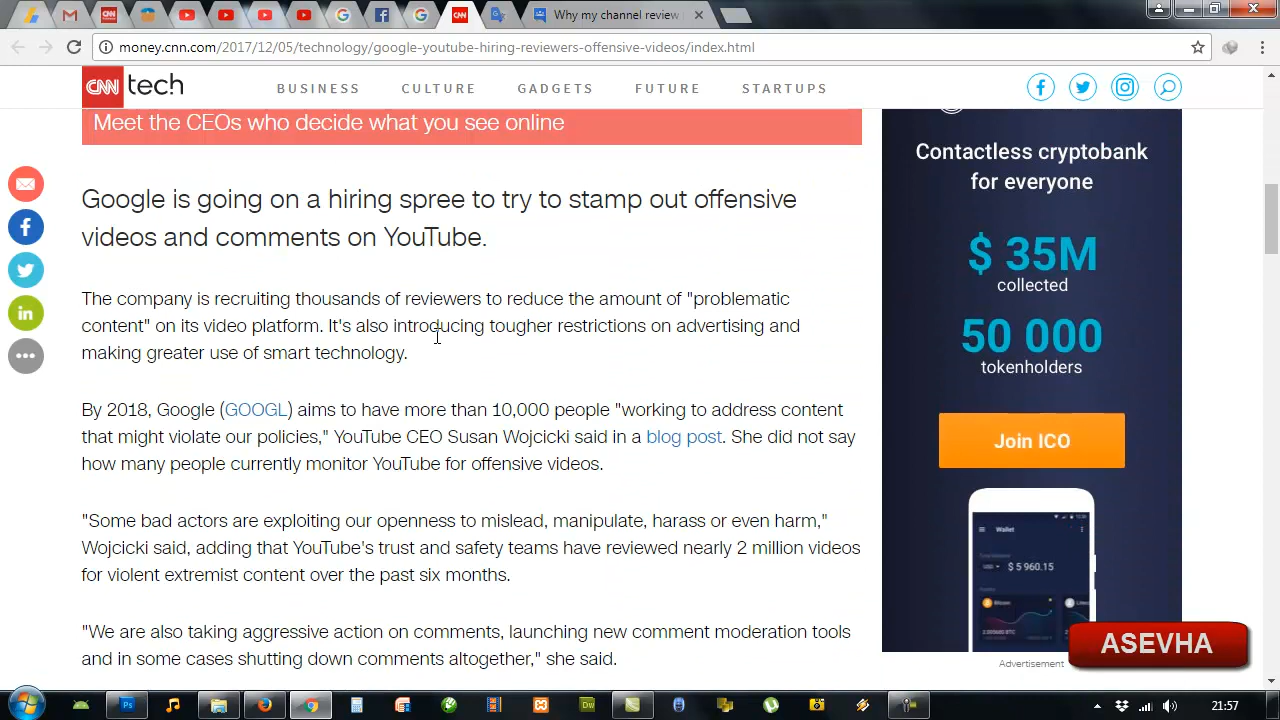 Why my channel review
money.cnn.com/2017/12/05/technology/google-youtube-hiring-reviewers-offensive-videos/index.html
CNN tech
BUSINESS CULTURE GADGETS FUTURE STARTUPS
Meet the CEOs who decide what you see online
Google is going on a hiring spree to try to stamp out offensive
videos and comments on YouTube.
The company is recruiting thousands of reviewers to reduce the amount of "problematic
content" on its video platform. It's also introducing tougher restrictions on advertising and
making greater use of smart technology.
By 2018, Google (GOOGL) aims to have more than 10,000 people "working to address content
that might violate our policies," YouTube CEO Susan Wojcicki said in a blog post. She did not say
how many people currently monitor YouTube for offensive videos.
"Some bad actors are exploiting our openness to mislead, manipulate, harass or even harm,"
Wojcicki said, adding that YouTube's trust and safety teams have reviewed nearly 2 million videos
for violent extremist content over the past six months.
"We are also taking aggressive action on comments, launching new comment moderation tools
and in some cases shutting down comments altogether," she said.
Contactless cryptobank
for everyone
$ 35M
collected
50 000
tokenholders
Join ICO
Wallet
$ 5 960.15
Bitcoin
ASEVHA
Advertisement
21:57